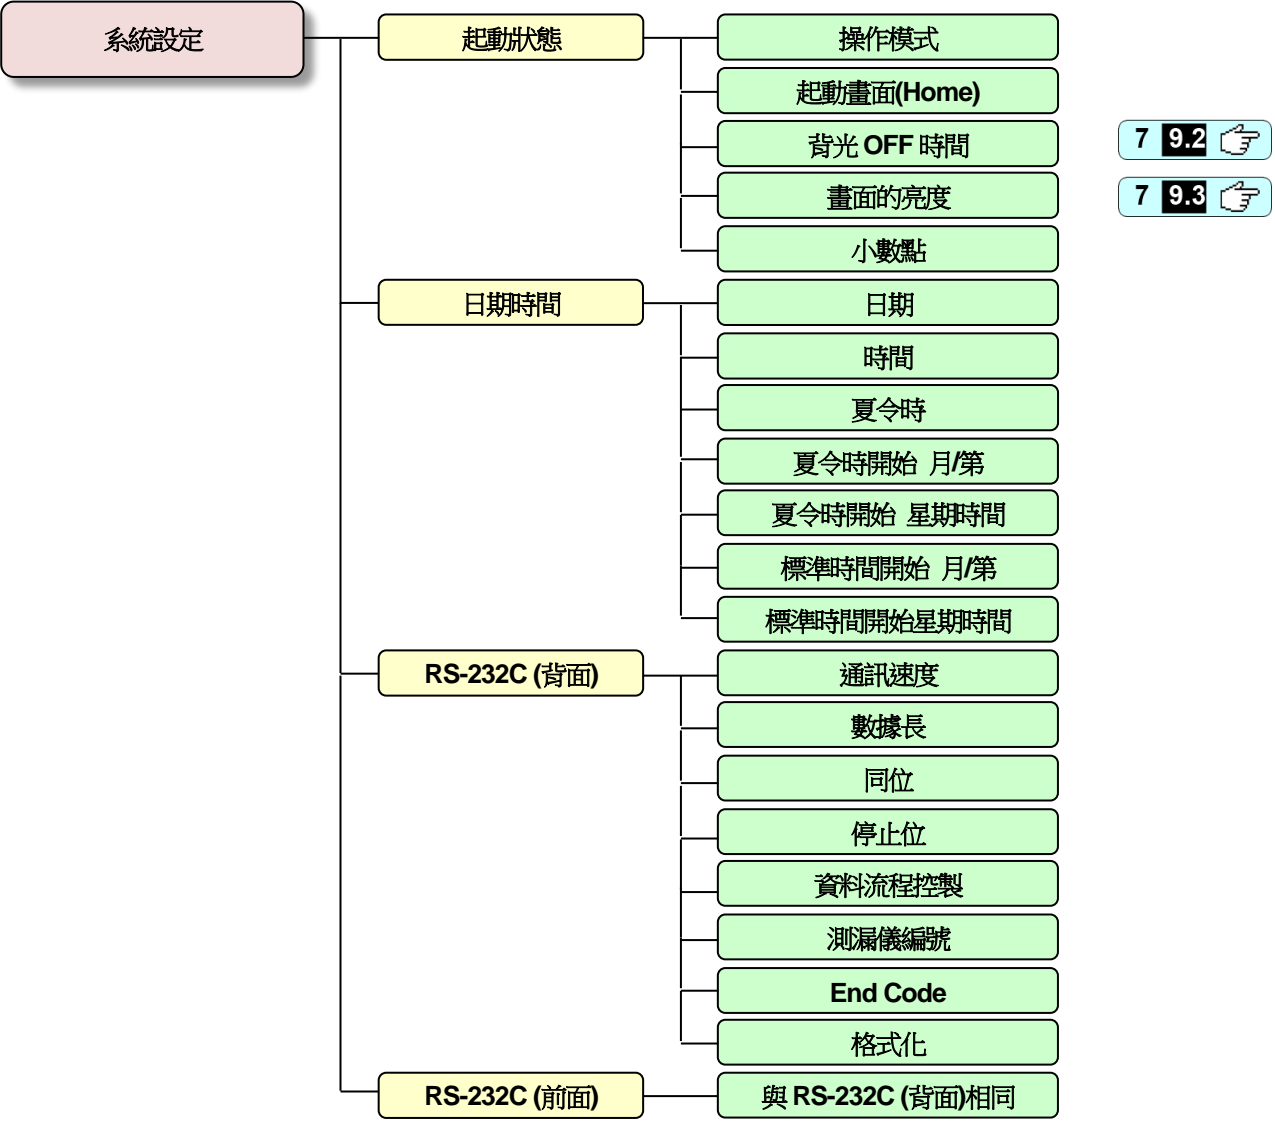 系統設定
起動狀態
操作模式
起動畫面(Home)
背光 OFF 時間
7 9.2
畫面的亮度
7 9.3
小數點
日期時間
日期
時間
夏令時
夏令時開始 月/第
夏令時開始 星期時間
標準時間開始 月/第
標準時間開始星期時間
RS-232C (背面)
通訊速度
數據長
同位
停止位
資料流程控製
測漏儀編號
End Code
格式化
RS-232C (前面)
與 RS-232C (背面)相同